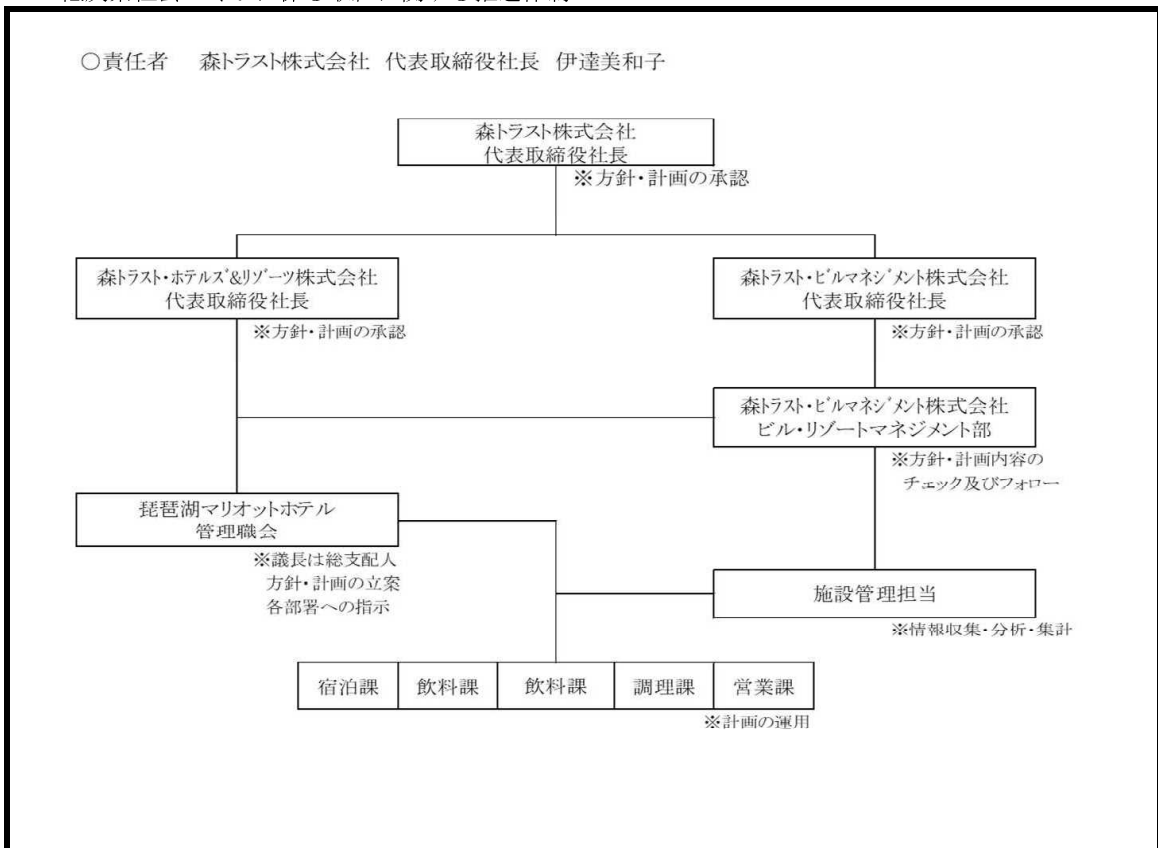 ○責任者 森トラスト株式会社 代表取締役社長 伊達美和子
森トラスト株式会社
代表取締役社長
※方針・計画の承認
森トラスト・ホテルズ&リゾーツ株式会社
代表取締役社長
※方針・計画の承認
森トラスト・ビルマネジメント株式会社
代表取締役社長
※方針・計画の承認
森トラスト・ビルマネジメント株式会社
ビル・リゾートマネジメント部
※方針・計画内容の
チェック及びフォロー
琵琶湖マリオットホテル
管理職会
※議長は総支配人
方針・計画の立案
各部署への指示
施設管理担当
※情報収集・分析・集計
宿泊課 飲料課 飲料課 調理課 営業課
※計画の運用